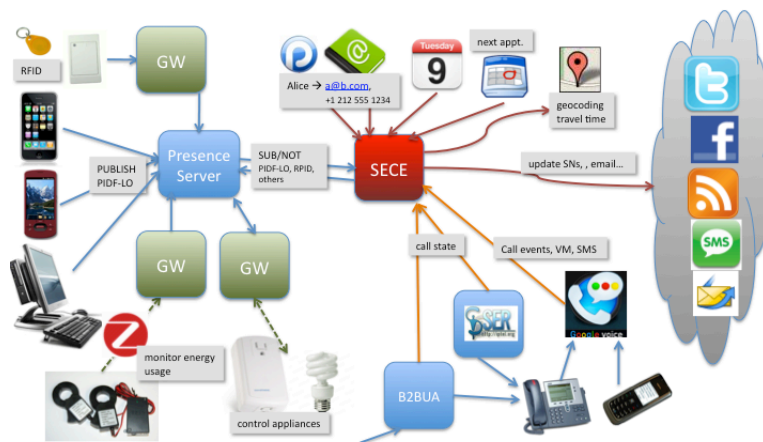 RFID
GW
Tuesday
9
next appt.
Alice → a@b.com,
+1 212 555 1234
geocoding
travel time
PUBLISH
PIDF-LO
Presence
Server
SUB/NOT
PIDF-LO, RPID,
others
SECE
update SNs, , email...
SMS
GW
GW
call state
Call events, VM, SMS
Google voice
monitor energy
usage
control appliances
B2BUA